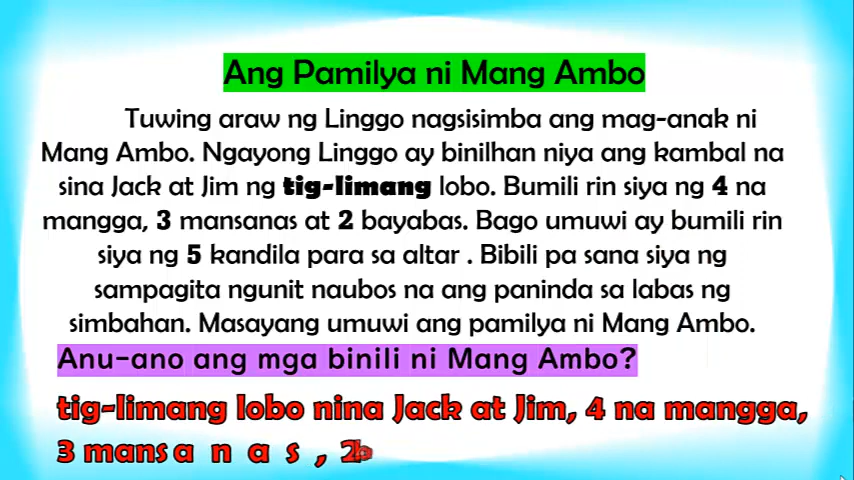 Ang Pamilya ni Mang Ambo
Tuwing araw ng Linggo nagsisimba ang mag-anak ni
Mang Ambo. Ngayong Linggo ay binilhan niya ang kambal na
sina Jack at Jim ng tig-limang lobo. Bumili rin siya ng 4 na
mangga, 3 mansanas at 2 bayabas. Bago umuwi ay bumili rin
siya ng 5 kandila para sa altar . Bibili pa sana siya ng
sampagita ngunit naubos na ang paninda sa labas ng
simbahan. Masayang umuwi ang pamilya ni Mang Ambo.
Anu-ano ang mga binili ni Mang Ambo?
tig-limang lobo nina Jack at Jim, 4 na mangga,
3 mansanas, 2